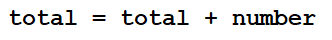 total = total + number